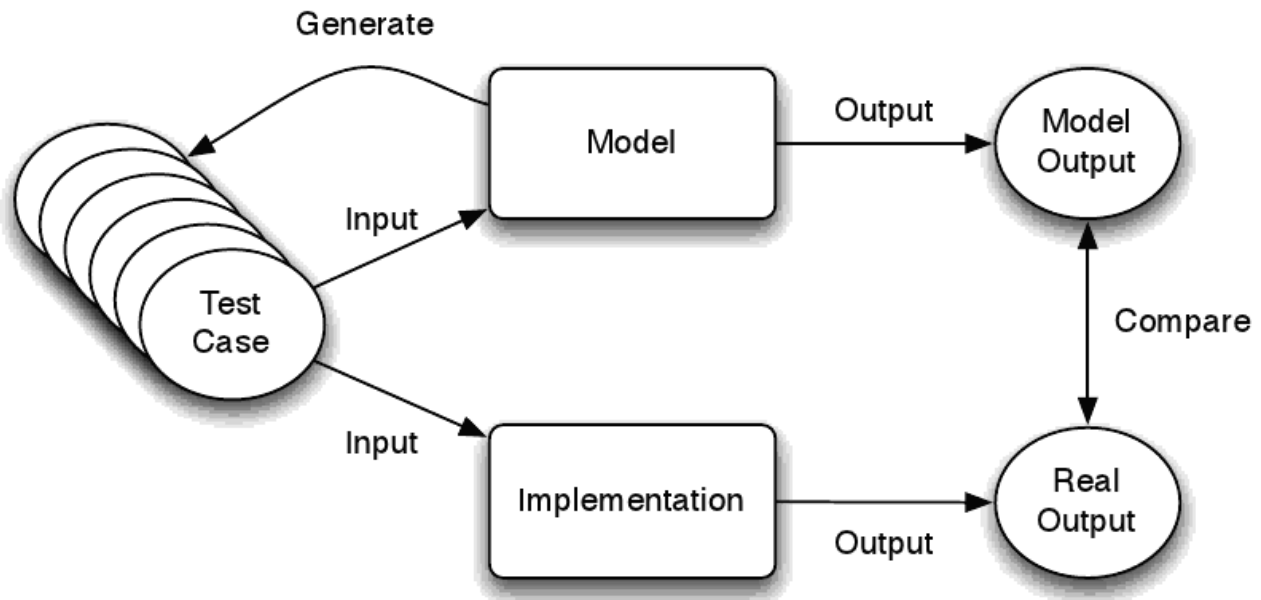 Generate
Model
Output
Model
Output
Input
Test
Case
Compare
Input
Implementation
Output
Real
Output